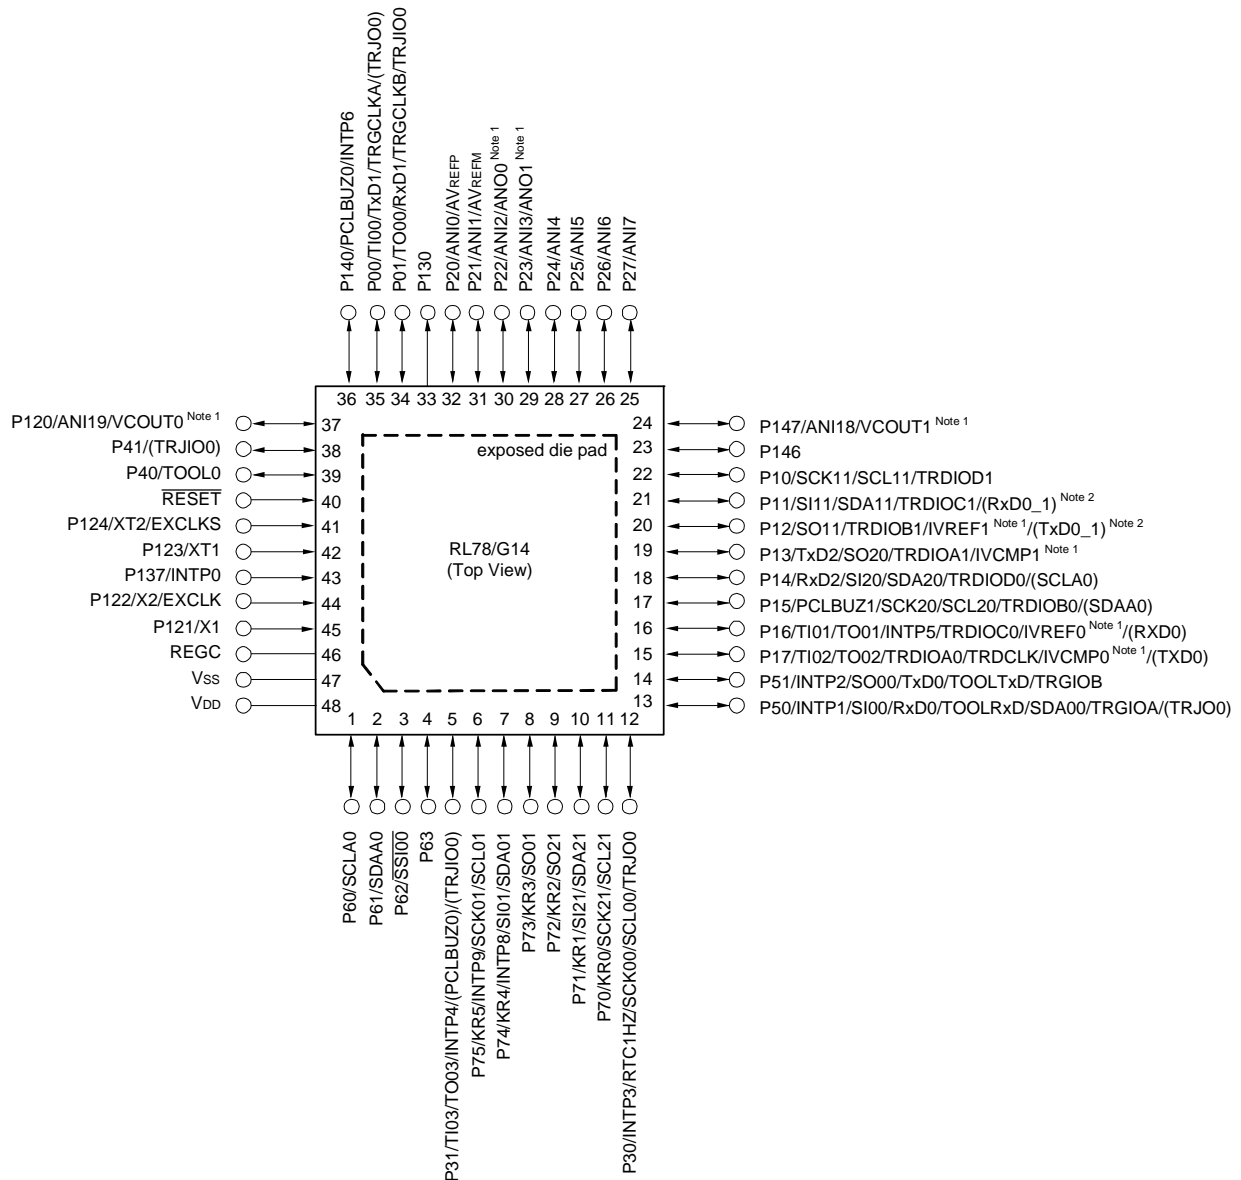 P140/PCLBUZ0/INTP6
P00/TI00/TxD1/TRGCLKA/(TRJO0)
P01/TO00/RxD1/TRGCLKB/TRJIO0
P130
P20/ANI0/AVREFP
P21/ANI1/AVREFM
P22/ANI2/ANO0 Note 1
P23/ANI3/ANO1 Note 1
P24/ANI4
P25/ANI5
P26/ANI6
P27/ANI7
36 35 34 33 32 31 30 29 28 27 26 25
P120/ANI19/VCOUT0 Note 1 37
P41/(TRJIO0) 38
P40/TOOL0 39
RESET 40
P124/XT2/EXCLKS 41
P123/XT1 42
P137/INTP0 43
P122/X2/EXCLK 44
P121/X1 45
REGC 46
Vss 47
VDD 48
exposed die pad
RL78/G14
(Top View)
24 P147/ANI18/VCOUT1 Note 1
23 P146
22 P10/SCK11/SCL11/TRDIOD1
21 P11/SI11/SDA11/TRDIOC1/(RxD0_1) Note 2
20 P12/SO11/TRDIOB1/IVREF1 Note 1/(TxD0_1) Note 2
19 P13/TxD2/SO20/TRDIOA1/IVCMP1 Note 1
18 P14/RxD2/SI20/SDA20/TRDIOD0/(SCLA0)
17 P15/PCLBUZ1/SCK20/SCL20/TRDIOB0/(SDAA0)
16 P16/TI01/TO01/INTP5/TRDIOC0/IVREF0 Note 1/(RXD0)
15 P17/TI02/TO02/TRDIOA0/TRDCLK/IVCMP0 Note 1/(TXD0)
14 P51/INTP2/SO00/TxD0/TOOLTxD/TRGIOB
13 P50/INTP1/SI00/RxD0/TOOLRxD/SDA00/TRGIOA/(TRJO0)
1 2 3 4 5 6 7 8 9 10 11 12
P60/SCLA0
P61/SDAA0
P62/SSI00
P63
P31/TI03/TO03/INTP4/(PCLBUZ0)/(TRJIO0)
P75/KR5/INTP9/SCK01/SCL01
P74/KR4/INTP8/SI01/SDA01
P73/KR3/SO01
P72/KR2/SO21
P71/KR1/SI21/SDA21
P70/KR0/SCK21/SCL21
P30/INTP3/RTC1HZ/SCK00/SCL00/TRJO0